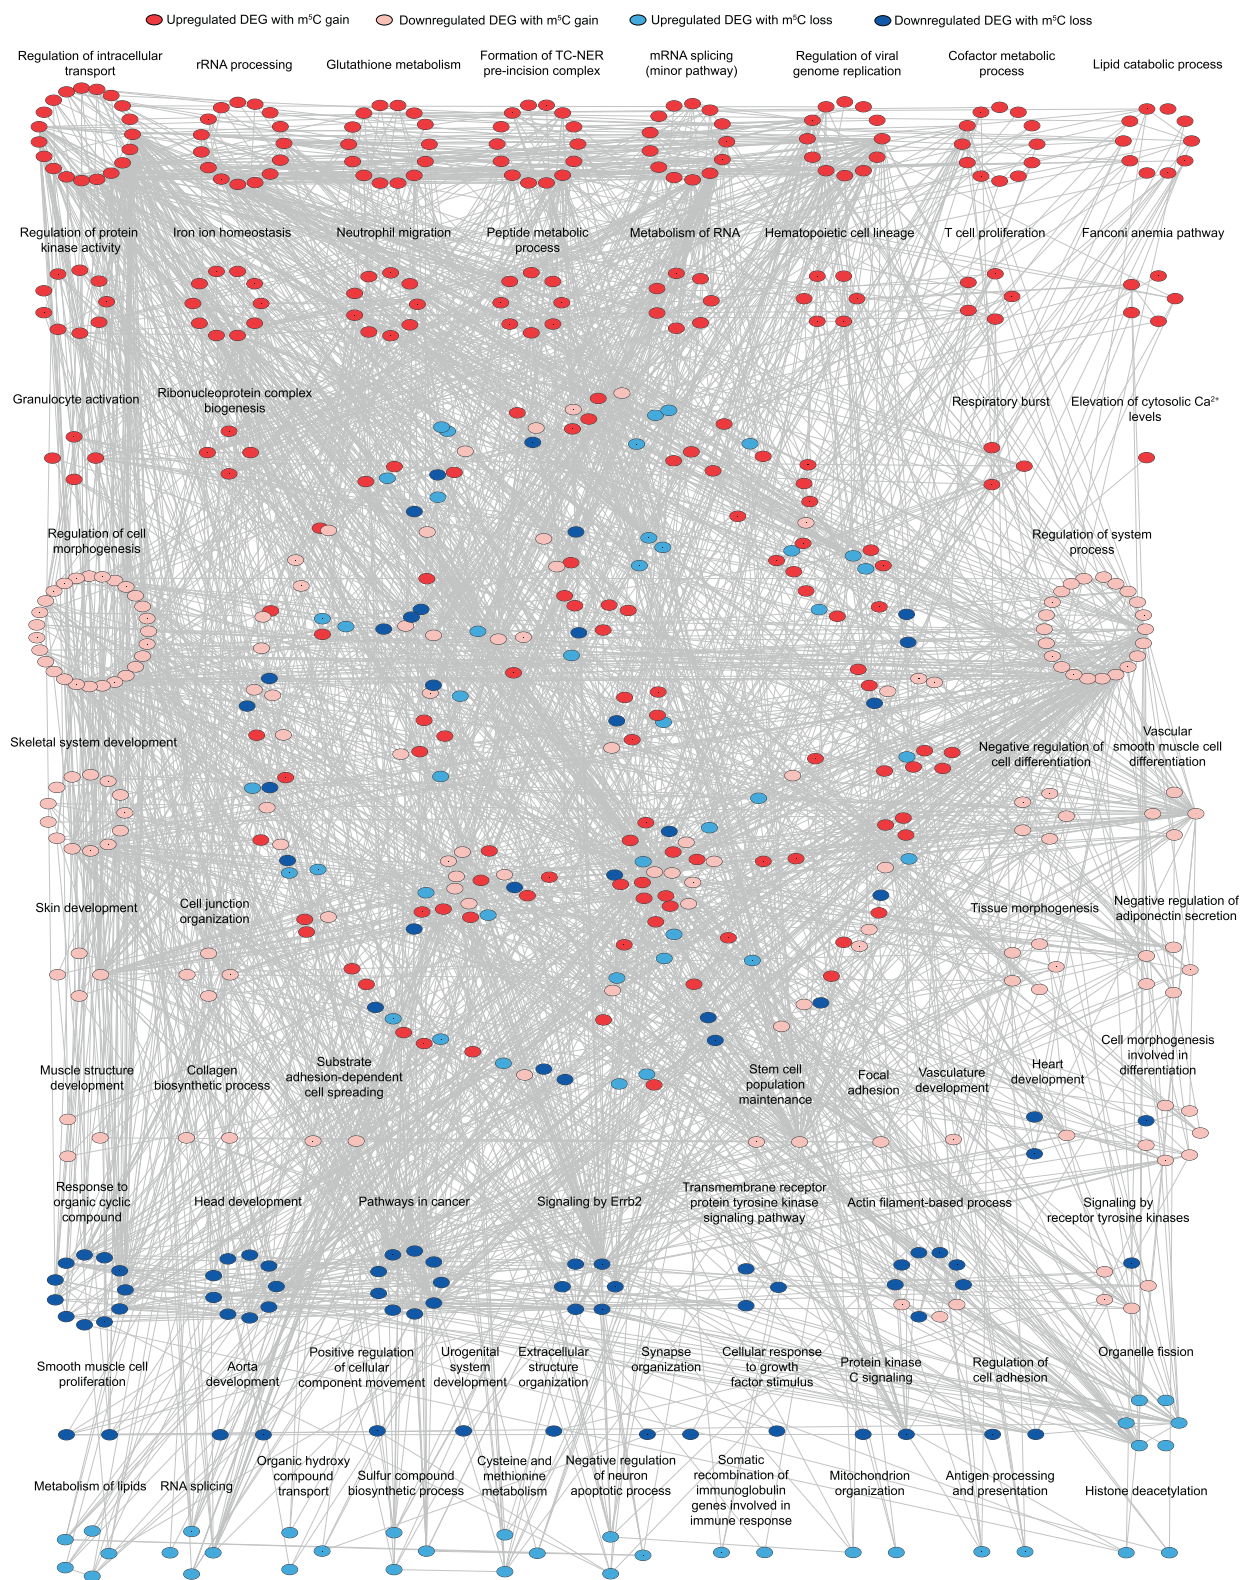 Upregulated DEG with m⁵C gain
Downregulated DEG with m⁵C gain
Upregulated DEG with m⁵C loss
Downregulated DEG with m⁵C loss
Regulation of intracellular
transport
rRNA processing
Glutathione metabolism
Formation of TC-NER
pre-incision complex
mRNA splicing
(minor pathway)
Regulation of viral
genome replication
Cofactor metabolic
process
Lipid catabolic process
Regulation of protein
kinase activity
Iron ion homeostasis
Neutrophil migration
Peptide metabolic
process
Metabolism of RNA
Hematopoietic cell lineage
T cell proliferation
Fanconi anemia pathway
Granulocyte activation
Ribonucleoprotein complex
biogenesis
Respiratory burst
Elevation of cytosolic Ca²⁺
levels
Regulation of cell
morphogenesis
Regulation of system
process
Skeletal system development
Negative regulation of
cell differentiation
Vascular
smooth muscle cell
differentiation
Skin development
Cell junction
organization
Tissue morphogenesis
Negative regulation of
adiponectin secretion
Muscle structure
development
Collagen
biosynthetic process
Substrate
adhesion-dependent
cell spreading
Stem cell
population
maintenance
Focal
adhesion
Vasculature
development
Heart
development
Cell morphogenesis
involved in
differentiation
Response to
organic cyclic
compound
Head development
Pathways in cancer
Signaling by Errb2
Transmembrane receptor
protein tyrosine kinase
signaling pathway
Actin filament-based process
Signaling by
receptor tyrosine kinases
Smooth muscle cell
proliferation
Aorta
development
Positive regulation
of cellular
component movement
Urogenital
system
development
Extracellular
structure
organization
Synapse
organization
Cellular response
to growth
factor stimulus
Protein kinase
C signaling
Regulation of
cell adhesion
Organelle fission
Metabolism of lipids
RNA splicing
Organic hydroxy
compound
transport
Sulfur compound
biosynthetic process
Cysteine and
methionine
metabolism
Negative regulation
of neuron
apoptotic process
Somatic
recombination of
immunoglobulin
genes involved in
immune response
Mitochondrion
organization
Antigen processing
and presentation
Histone deacetylation